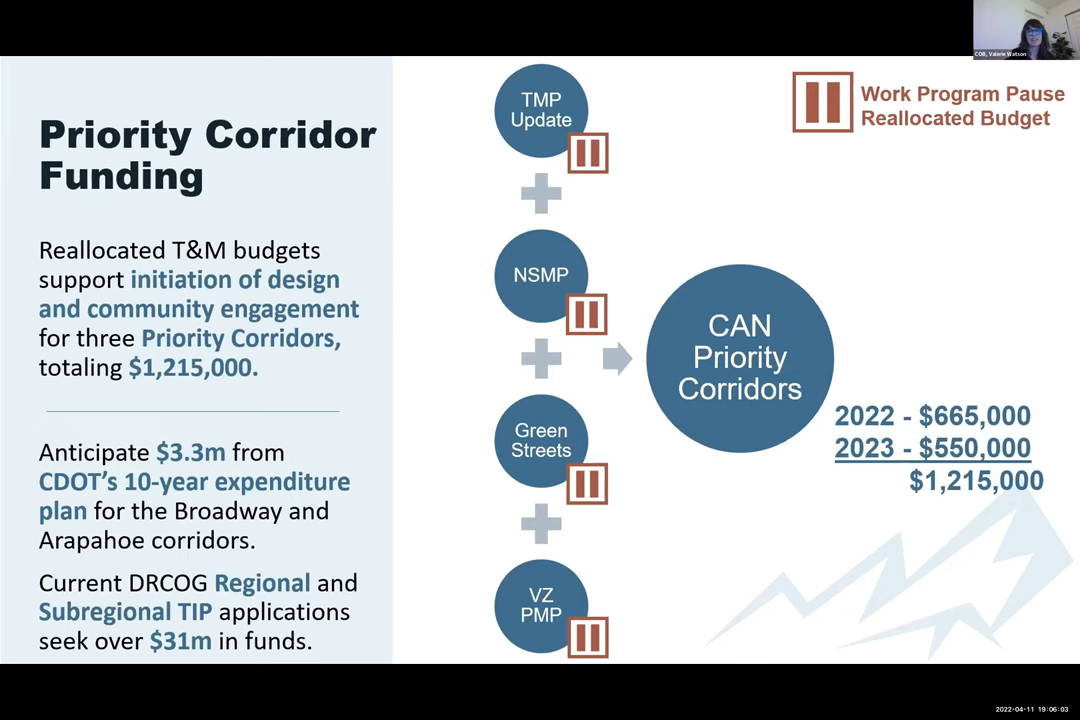 COB, Valerie Watson
Priority Corridor
Funding
Reallocated T&M budgets
support initiation of design
and community engagement
for three Priority Corridors,
totaling $1,215,000.
Anticipate $3.3m from
CDOT's 10-year expenditure
plan for the Broadway and
Arapahoe corridors.
Current DRCOG Regional and
Subregional TIP applications
seek over $31m in funds.
TMP
Update
NSMP
Green
Streets
VZ
PMP
CAN
Priority
Corridors
Work Program Pause
Reallocated Budget
2022 - $665,000
2023 - $550,000
$1,215,000
2022-04-11 19:06:03